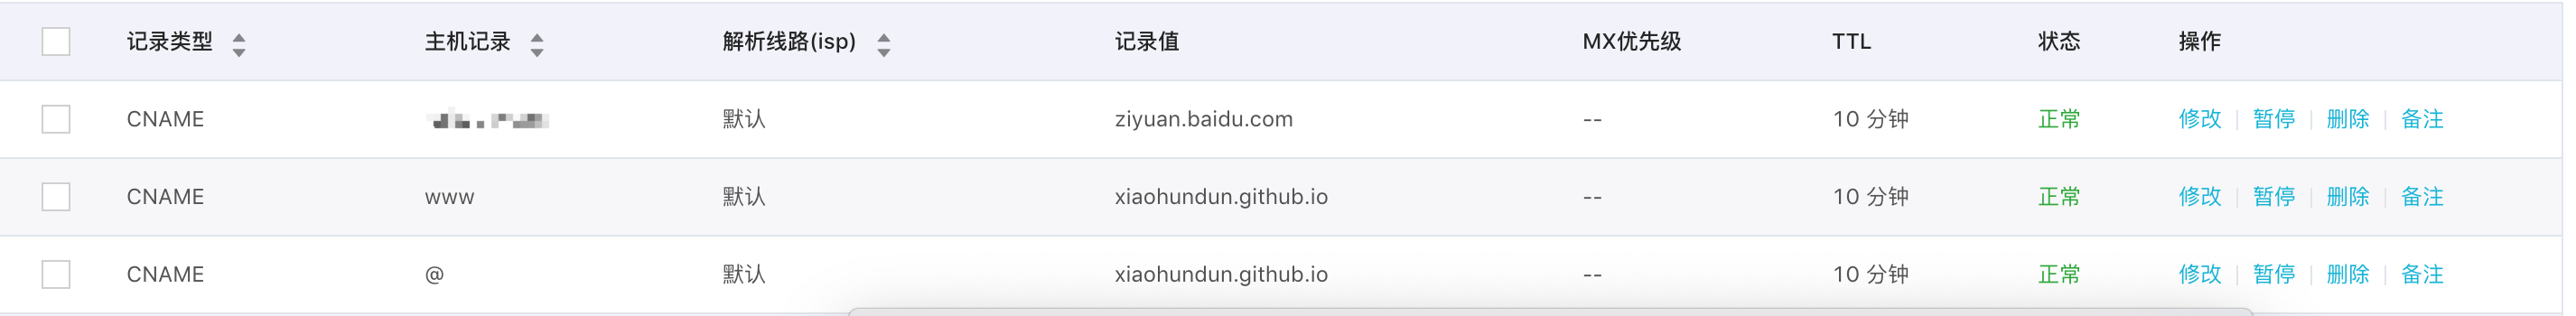 记录类型 主机记录 解析线路(isp) 记录值 MX优先级 TTL 状态 操作
CNAME 默认 ziyuan.baidu.com -- 10 分钟 正常 修改 暂停 删除 备注
CNAME www 默认 xiaohundun.github.io -- 10 分钟 正常 修改 暂停 删除 备注
CNAME @ 默认 xiaohundun.github.io -- 10 分钟 正常 修改 暂停 删除 备注